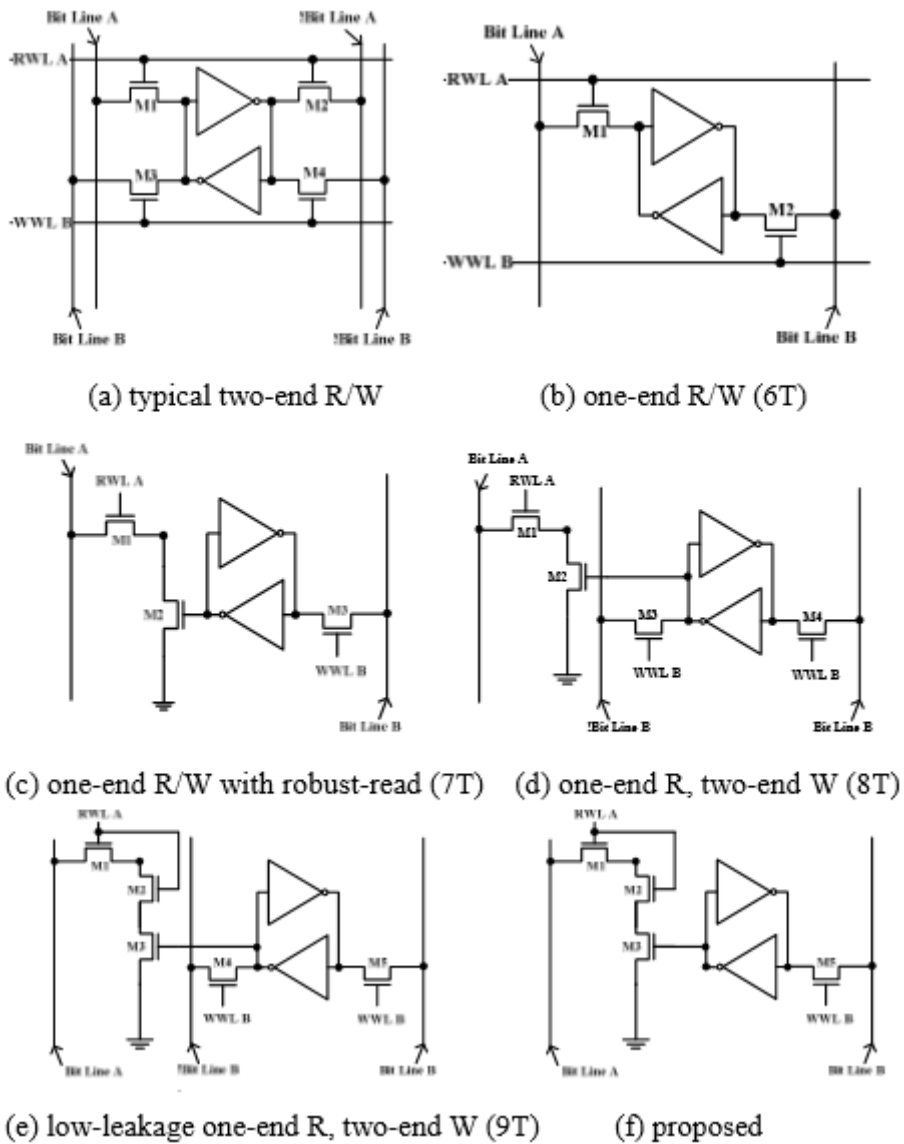 Bit Line A !Bit Line A
RWL A
M1 M2
M3 M4
WWL B
Bit Line B !Bit Line B
(a) typical two-end R/W
Bit Line A
RWL A
M1
M2
WWL B
Bit Line B
(b) one-end R/W (6T)
Bit Line A
RWL A
M1
M2
M3
WWL B
Bit Line B
(c) one-end R/W with robust-read (7T)
Bit Line A
RWL A
M1
M2
M3 M4
WWL B WWL B
!Bit Line B Bit Line B
(d) one-end R, two-end W (8T)
RWL A
M1
M2
M3
M4 M5
WWL B WWL B
Bit Line A !Bit Line B Bit Line B
(e) low-leakage one-end R, two-end W (9T)
RWL A
M1
M2
M3
M5
WWL B
Bit Line A Bit Line B
(f) proposed